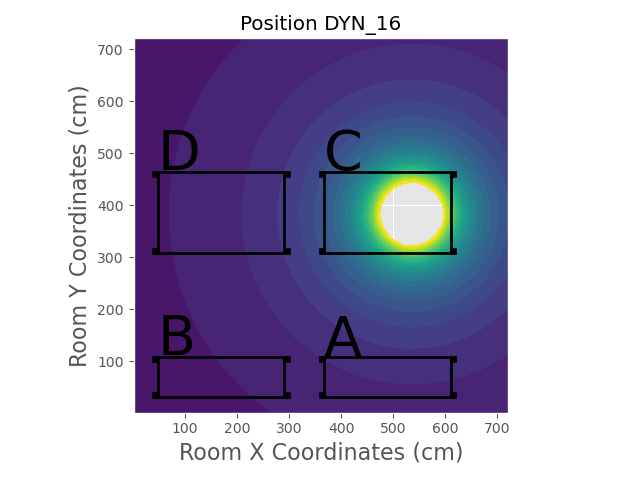 Position DYN_16
Room Y Coordinates (cm)
700
600
500
400
300
200
100
D
C
B
A
100
200
300
400
500
600
700
Room X Coordinates (cm)